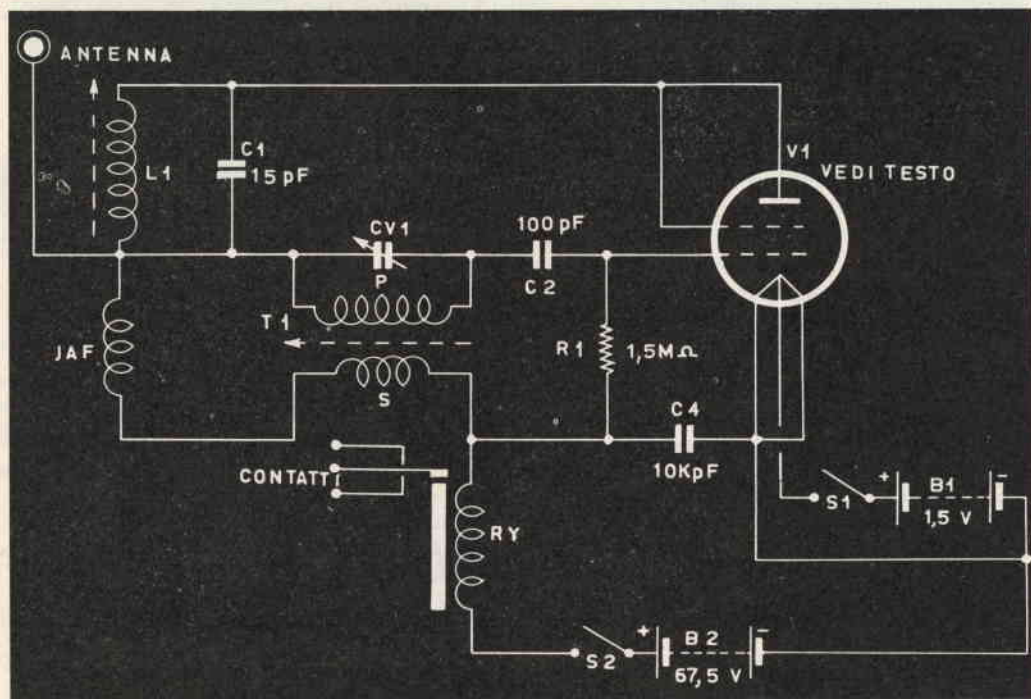 ANTENNA
L1
C1
15 pF
V1
VEDI TESTO
CV1
P
100 pF
C2
T1
JAF
S
R1
1,5MΩ
C4
10KpF
CONTATTI
RY
S1
+
B1
-
1,5 V
S2
+
B2
-
67,5 V